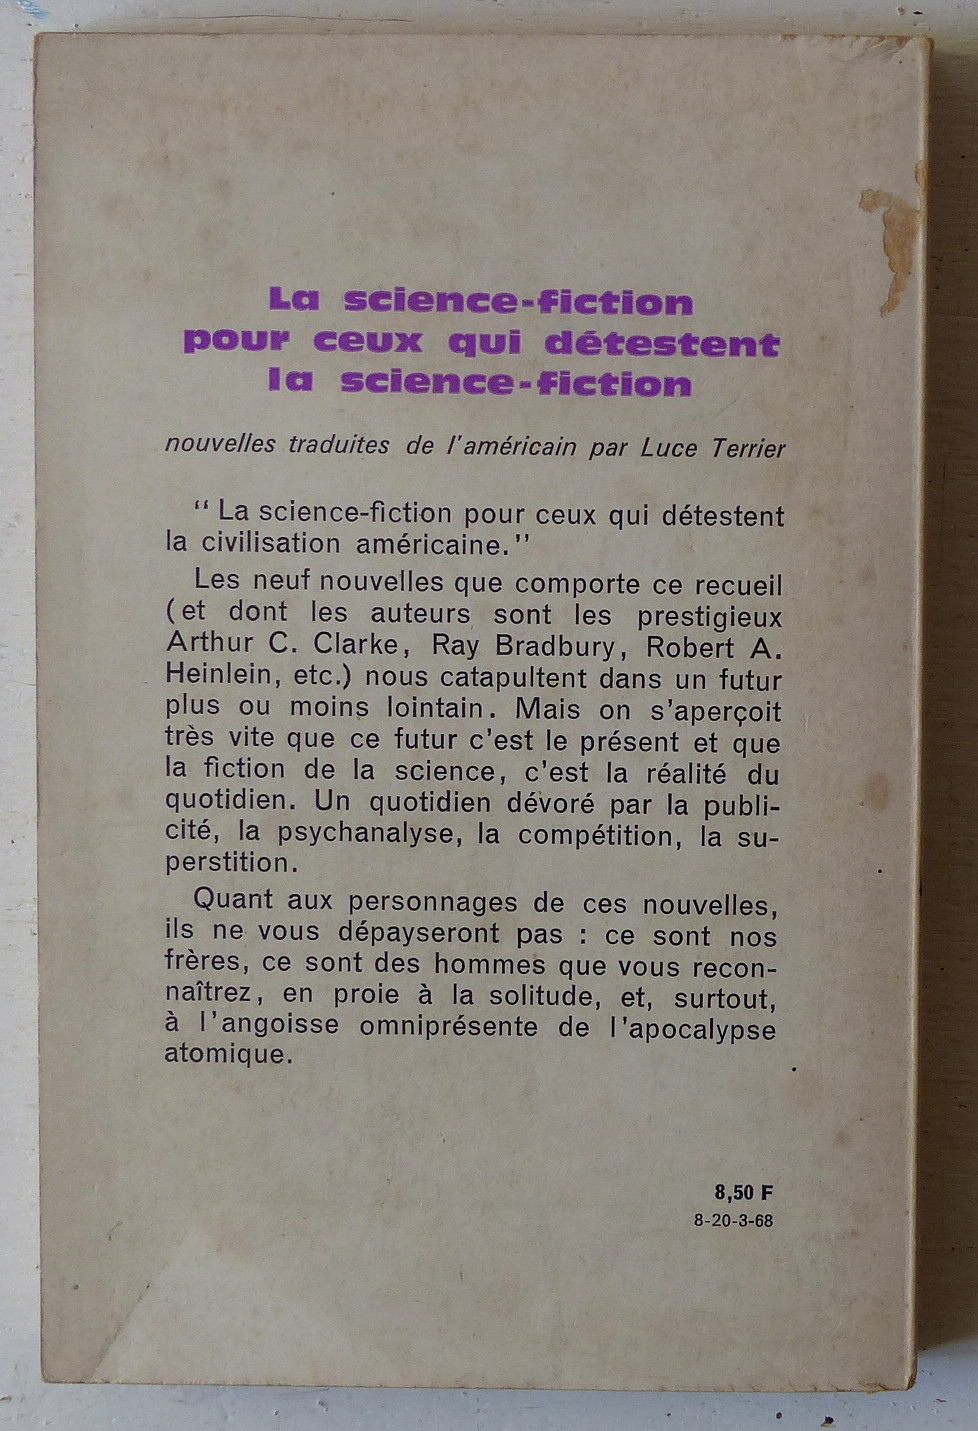 La science-fiction
pour ceux qui détestent
la science-fiction
nouvelles traduites de l'américain par Luce Terrier
“ La science-fiction pour ceux qui détestent
la civilisation américaine.”
Les neuf nouvelles que comporte ce recueil
(et dont les auteurs sont les prestigieux
Arthur C. Clarke, Ray Bradbury, Robert A.
Heinlein, etc.) nous catapultent dans un futur
plus ou moins lointain. Mais on s'aperçoit
très vite que ce futur c'est le présent et que
la fiction de la science, c'est la réalité du
quotidien. Un quotidien dévoré par la publi-
cité, la psychanalyse, la compétition, la su-
perstition.
Quant aux personnages de ces nouvelles,
ils ne vous dépayseront pas : ce sont nos
frères, ce sont des hommes que vous recon-
naîtrez, en proie à la solitude, et, surtout,
à l'angoisse omniprésente de l'apocalypse
atomique.
8,50 F
8-20-3-68